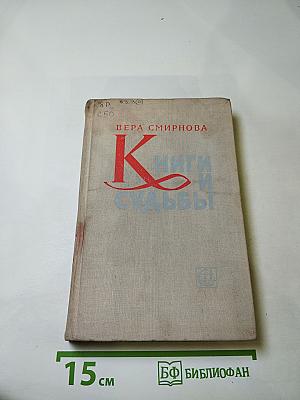 ВЕРА СМИРНОВА
КНИГИ
И
СУДЬБЫ
15 см
БФ БИБЛИОФАН